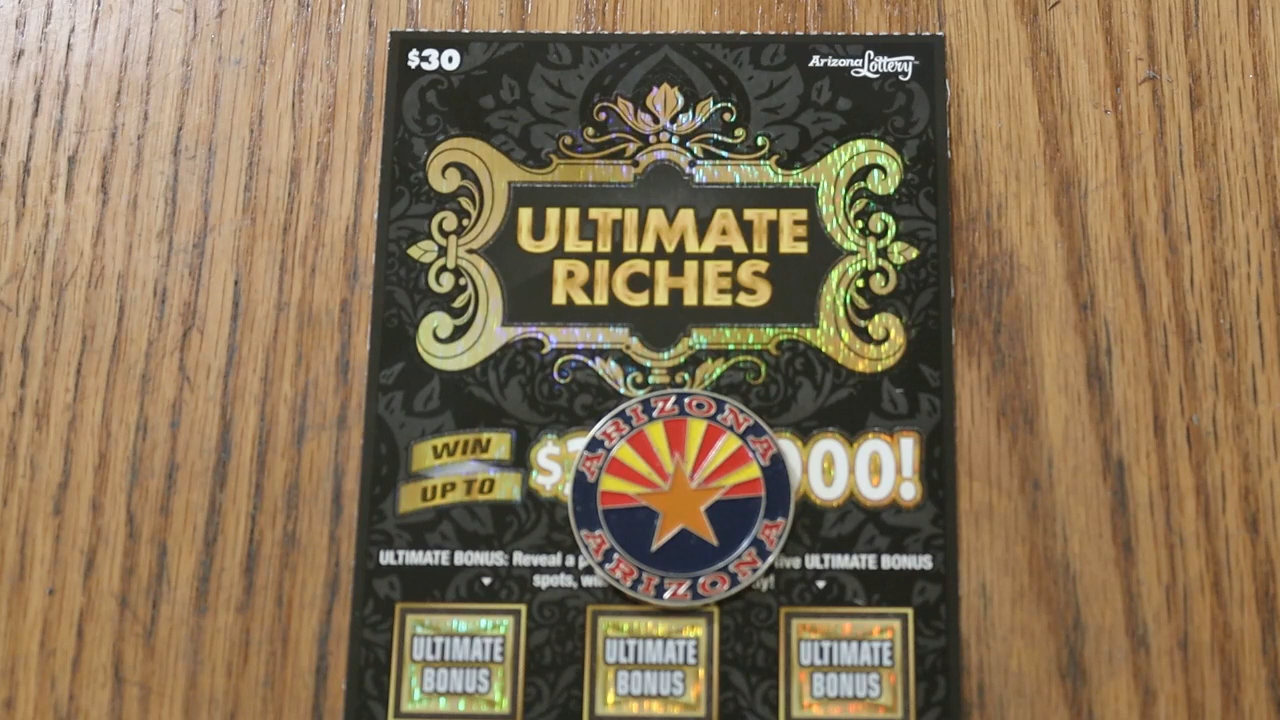 $30
Arizona Lottery
ULTIMATE
RICHES
WIN
UP TO
$ 000!
ARIZONA
ARIZONA
ULTIMATE BONUS: Reveal a ULTIMATE BONUS
spots,
ULTIMATE
BONUS
ULTIMATE
BONUS
ULTIMATE
BONUS